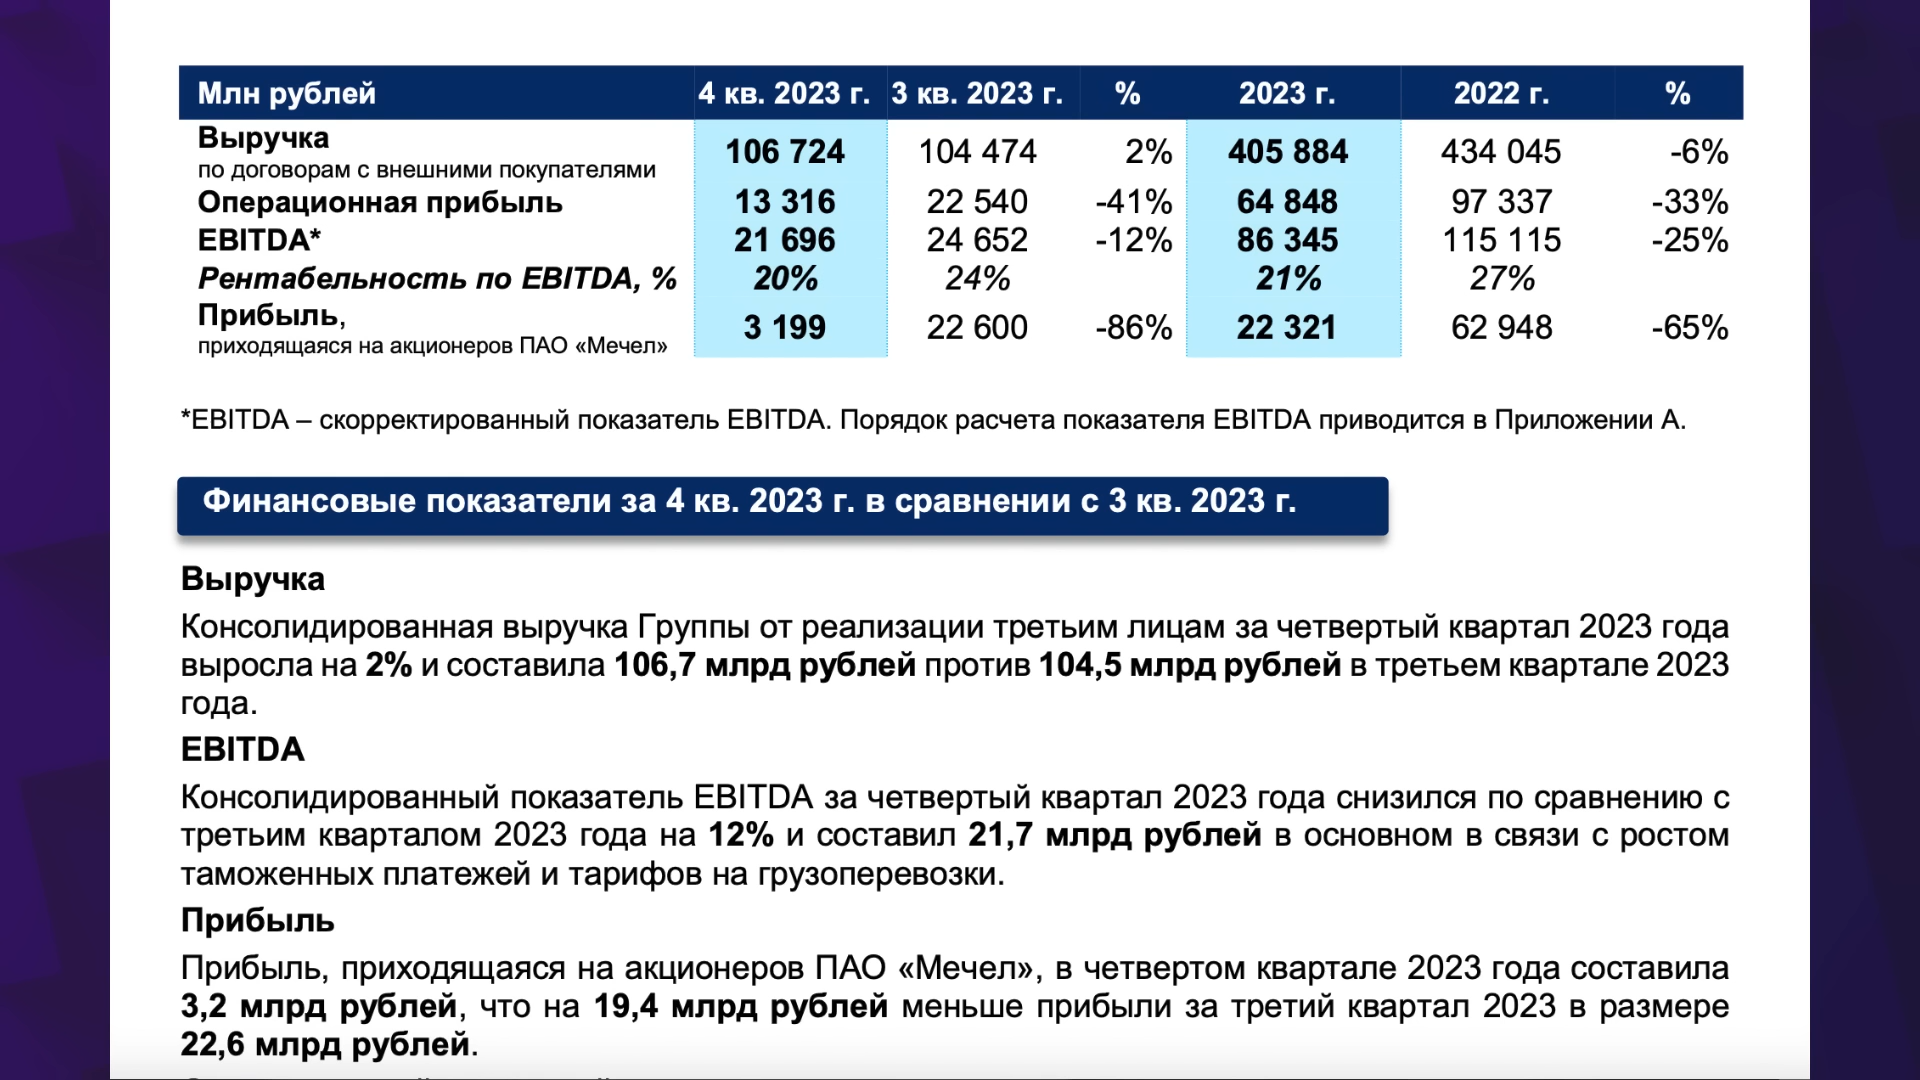 Млн рублей 4 кв. 2023 г. 3 кв. 2023 г. % 2023 г. 2022 г. %
Выручка
по договорам с внешними покупателями 106 724 104 474 2% 405 884 434 045 -6%
Операционная прибыль 13 316 22 540 -41% 64 848 97 337 -33%
EBITDA* 21 696 24 652 -12% 86 345 115 115 -25%
Рентабельность по EBITDA, % 20% 24% 21% 27%
Прибыль,
приходящаяся на акционеров ПАО «Мечел» 3 199 22 600 -86% 22 321 62 948 -65%
*EBITDA – скорректированный показатель EBITDA. Порядок расчета показателя EBITDA приводится в Приложении А.
Финансовые показатели за 4 кв. 2023 г. в сравнении с 3 кв. 2023 г.
Выручка
Консолидированная выручка Группы от реализации третьим лицам за четвертый квартал 2023 года
выросла на 2% и составила 106,7 млрд рублей против 104,5 млрд рублей в третьем квартале 2023
года.
EBITDA
Консолидированный показатель EBITDA за четвертый квартал 2023 года снизился по сравнению с
третьим кварталом 2023 года на 12% и составил 21,7 млрд рублей в основном в связи с ростом
таможенных платежей и тарифов на грузоперевозки.
Прибыль
Прибыль, приходящаяся на акционеров ПАО «Мечел», в четвертом квартале 2023 года составила
3,2 млрд рублей, что на 19,4 млрд рублей меньше прибыли за третий квартал 2023 в размере
22,6 млрд рублей.